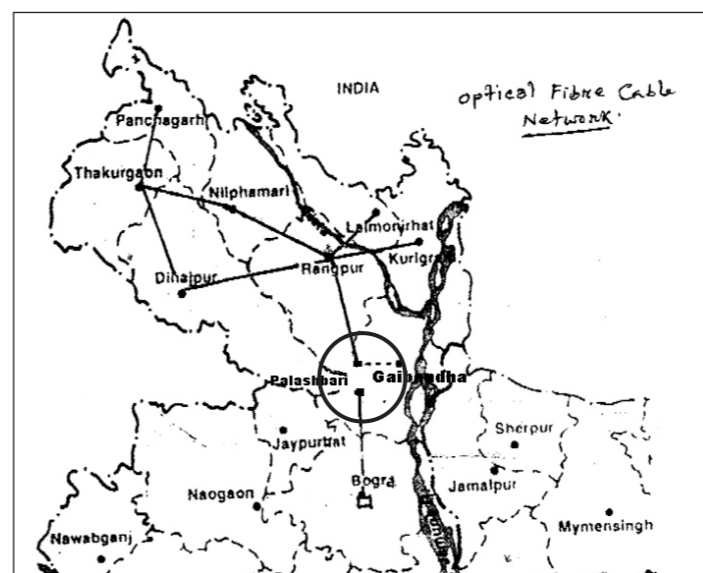 INDIA
Optical Fibre Cable
Network.
Panchagarh
Thakurgaon
Nilphamari
Lalmonirhat
Kurigram
Rangpur
Dinajpur
Palashbari
Gaibandha
Jaypurhat
Sherpur
Bogra
Jamalpur
Naogaon
Mymensingh
Nawabganj